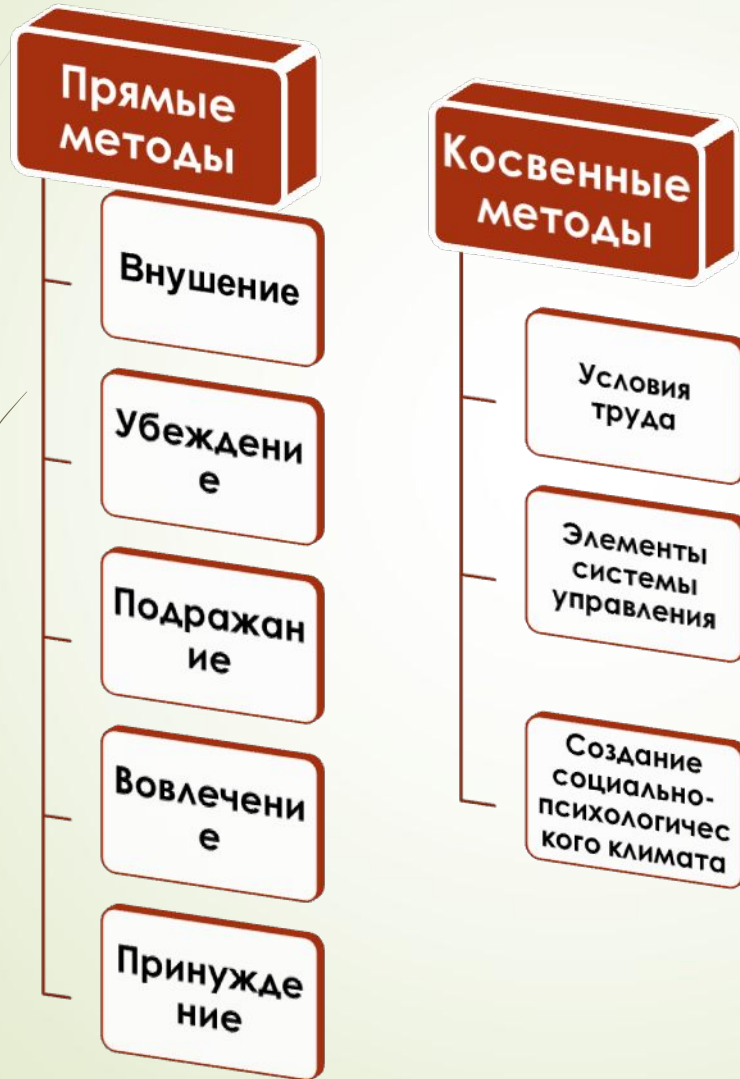 Прямые
методы
Внушение
Убеждени
е
Подражан
ие
Вовлечени
е
Принужде
ние
Косвенные
методы
Условия
труда
Элементы
системы
управления
Создание
социально-
психологичес
кого климата